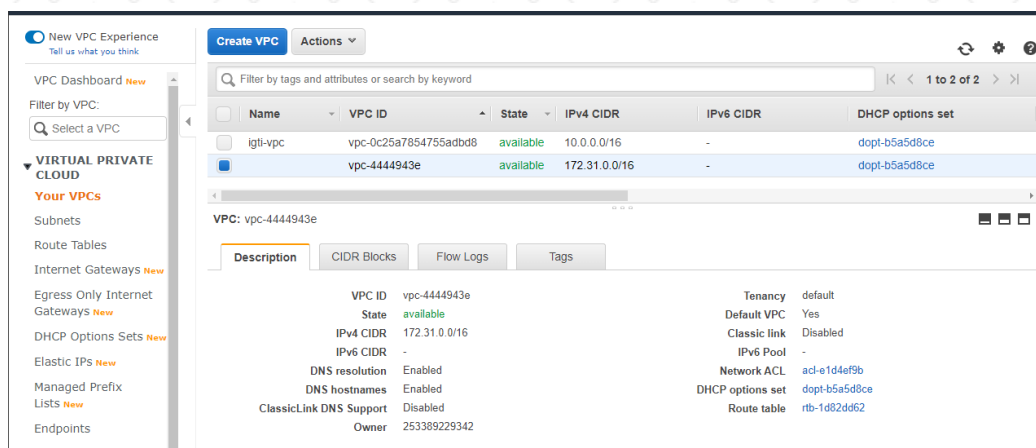 New VPC Experience
Tell us what you think
VPC Dashboard New
Filter by VPC:
Select a VPC
VIRTUAL PRIVATE
CLOUD
Your VPCs
Subnets
Route Tables
Internet Gateways New
Egress Only Internet
Gateways New
DHCP Options Sets New
Elastic IPs New
Managed Prefix
Lists New
Endpoints
Create VPC Actions
Filter by tags and attributes or search by keyword 1 to 2 of 2
Name VPC ID State IPv4 CIDR IPv6 CIDR DHCP options set
igti-vpc vpc-0c25a7854755adbd8 available 10.0.0.0/16 - dopt-b5a5d8ce
vpc-4444943e available 172.31.0.0/16 - dopt-b5a5d8ce
VPC: vpc-4444943e
Description CIDR Blocks Flow Logs Tags
VPC ID vpc-4444943e Tenancy default
State available Default VPC Yes
IPv4 CIDR 172.31.0.0/16 Classic link Disabled
IPv6 CIDR - IPv6 Pool -
DNS resolution Enabled Network ACL acl-e1d4ef9b
DNS hostnames Enabled DHCP options set dopt-b5a5d8ce
ClassicLink DNS Support Disabled Route table rtb-1d82dd62
Owner 253389229342